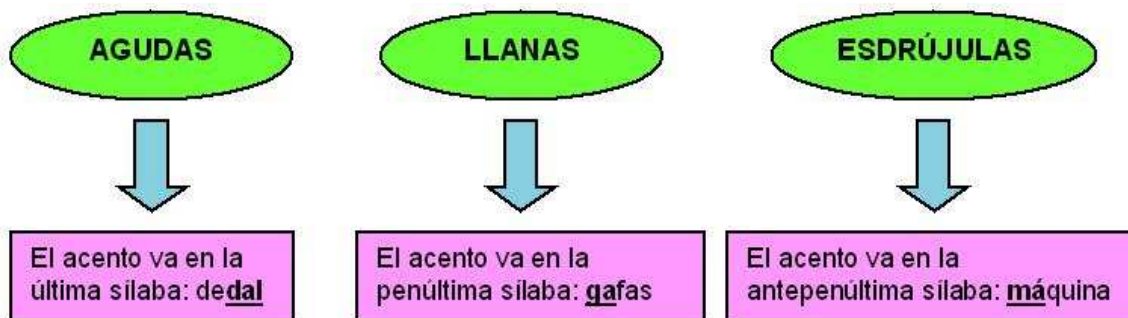 AGUDAS
LLANAS
ESDRÚJULAS
El acento va en la
última sílaba: dedal
El acento va en la
penúltima sílaba: gafas
El acento va en la
antepenúltima sílaba: máquina